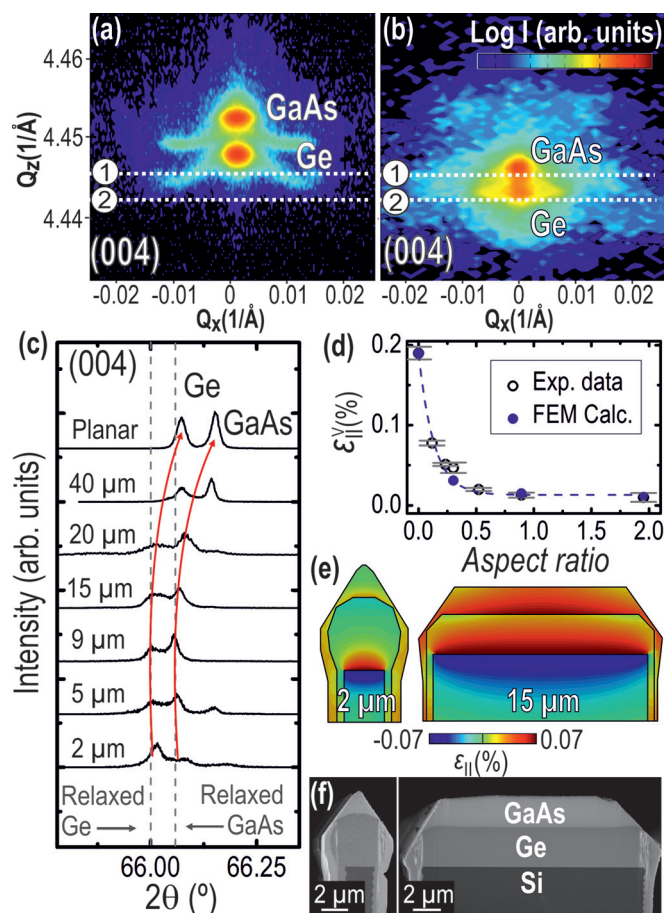 (a)
4.46
4.45
4.44
Qz(1/Å)
GaAs
Ge
1
2
(004)
-0.02 -0.01 0 0.01 0.02
Qx(1/Å)
(b)
Log I (arb. units)
GaAs
1
2
Ge
(004)
-0.02 -0.01 0 0.01 0.02
Qx(1/Å)
(c)
(004)
Ge
GaAs
Planar
40 µm
20 µm
15 µm
9 µm
5 µm
2 µm
Relaxed Relaxed
Ge GaAs
66.00 66.25
2θ (º)
Intensity (arb. units)
(d)
0.2
0.1
0.0
ε||V(%)
Exp. data
FEM Calc.
0.0 0.5 1.0 1.5 2.0
Aspect ratio
(e)
2 µm
15 µm
-0.07 0.07
ε||(%)
(f)
GaAs
Ge
Si
2 µm
2 µm